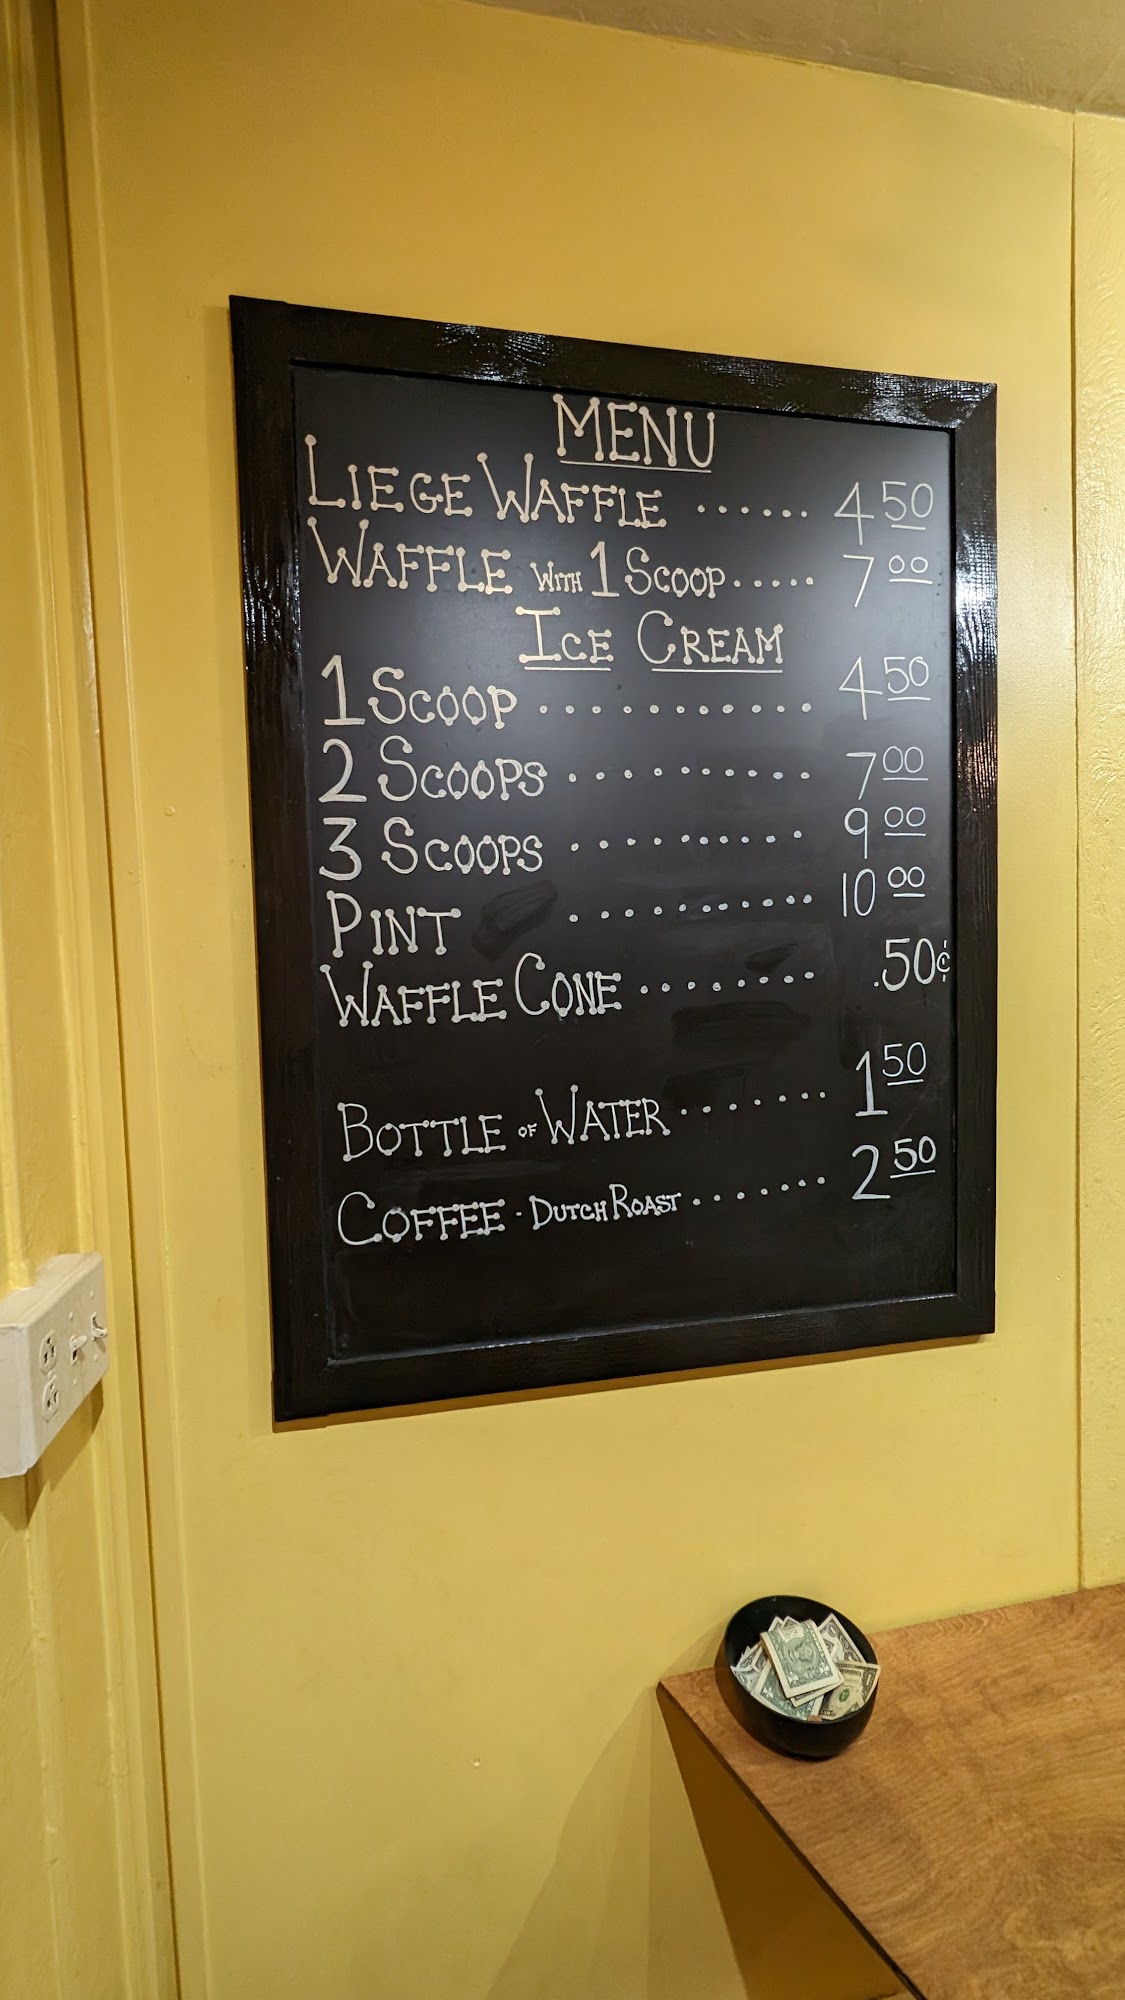 MENU
LIEGE WAFFLE ...... 4 50
WAFFLE WITH 1 SCOOP ..... 7 00
ICE CREAM
1 SCOOP ........... 4 50
2 SCOOPS ......... 7 00
3 SCOOPS ......... 9 00
PINT .......... 10 00
WAFFLE CONE ........ .50¢
BOTTLE OF WATER ....... 1 50
COFFEE - DUTCH ROAST ....... 2 50